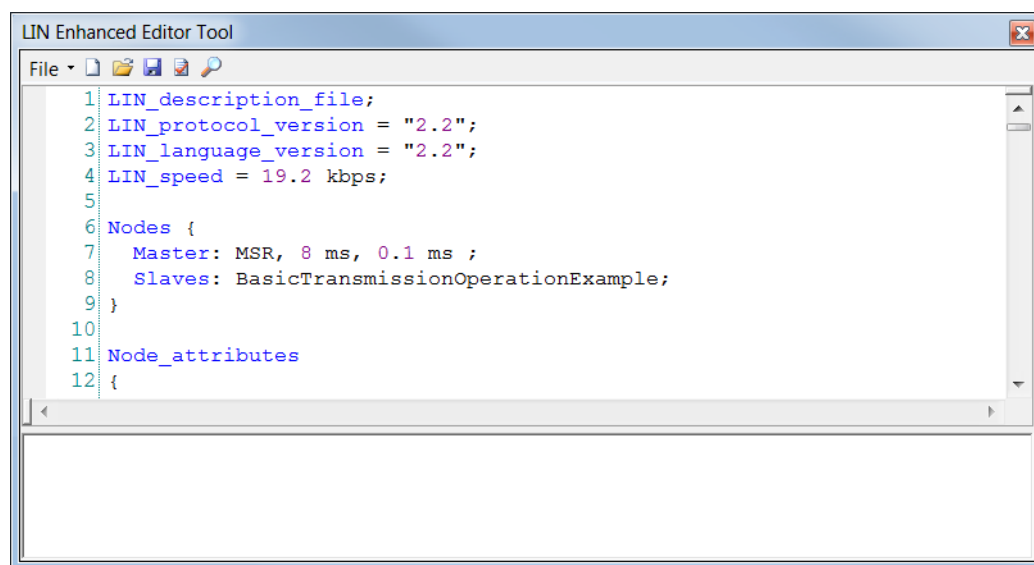 LIN Enhanced Editor Tool
File
1 LIN_description_file;
2 LIN_protocol_version = "2.2";
3 LIN_language_version = "2.2";
4 LIN_speed = 19.2 kbps;
5
6 Nodes {
7 Master: MSR, 8 ms, 0.1 ms ;
8 Slaves: BasicTransmissionOperationExample;
9 }
10
11 Node_attributes
12 {